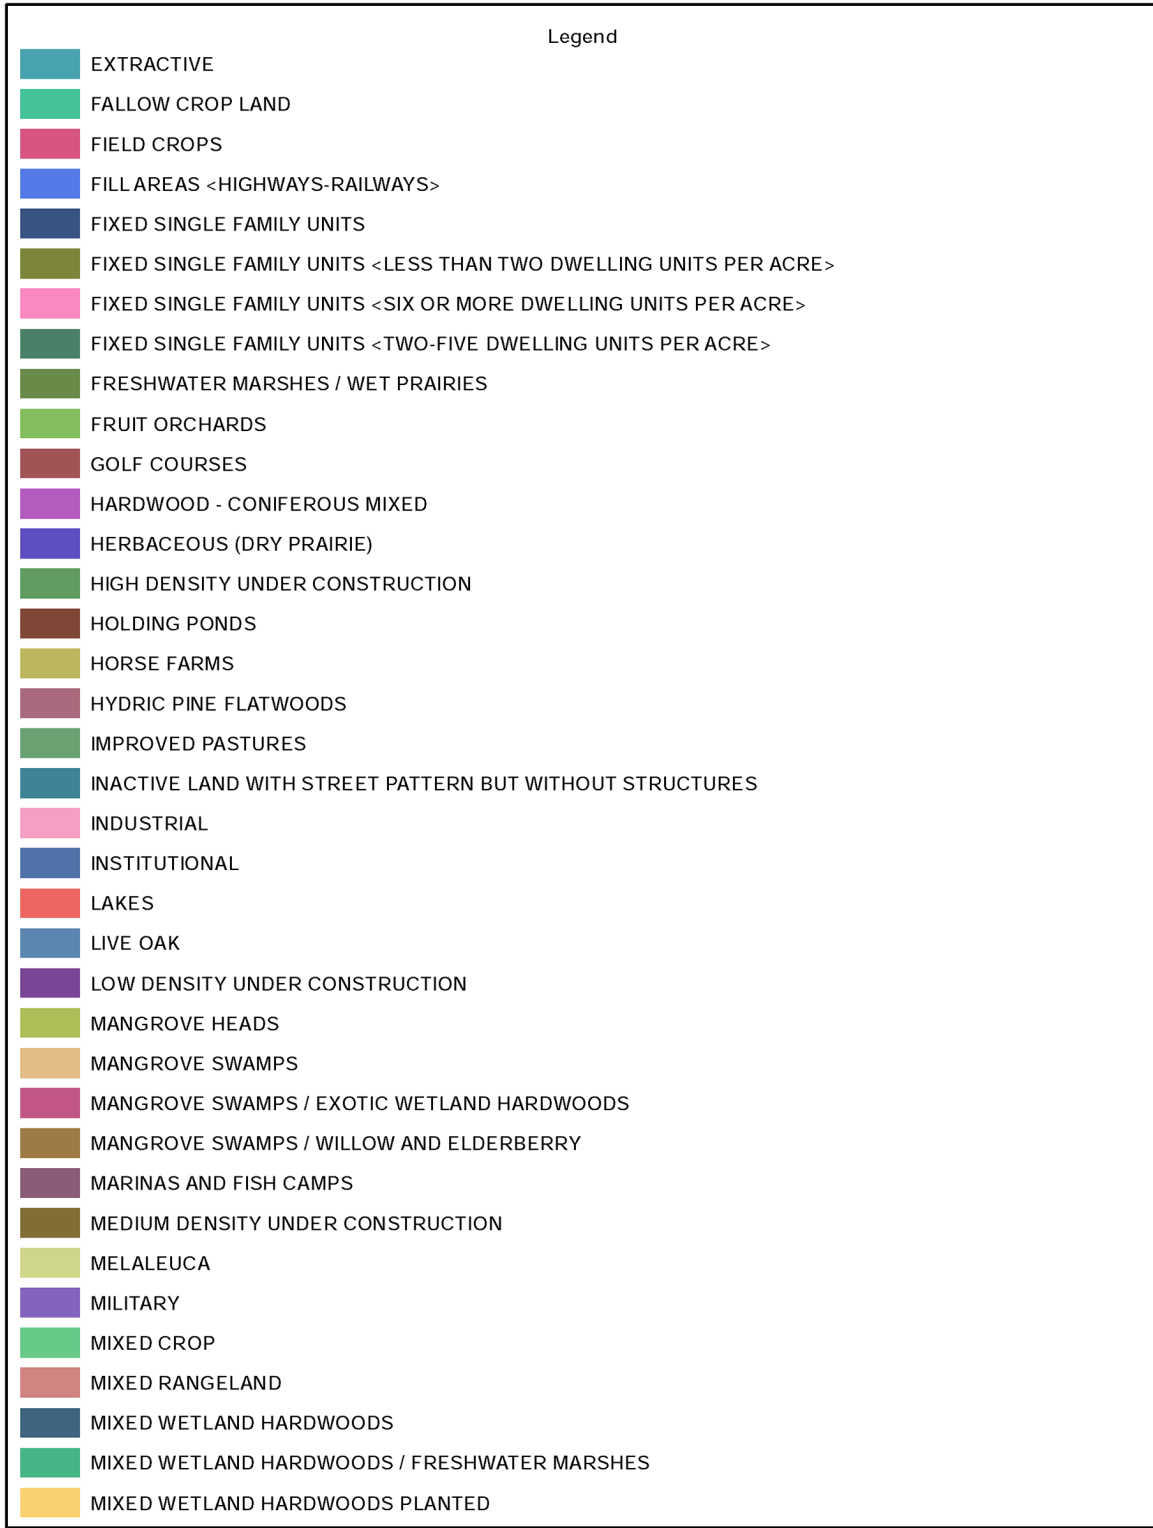 Legend
EXTRACTIVE
FALLOW CROP LAND
FIELD CROPS
FILL AREAS <HIGHWAYS-RAILWAYS>
FIXED SINGLE FAMILY UNITS
FIXED SINGLE FAMILY UNITS <LESS THAN TWO DWELLING UNITS PER ACRE>
FIXED SINGLE FAMILY UNITS <SIX OR MORE DWELLING UNITS PER ACRE>
FIXED SINGLE FAMILY UNITS <TWO-FIVE DWELLING UNITS PER ACRE>
FRESHWATER MARSHES / WET PRAIRIES
FRUIT ORCHARDS
GOLF COURSES
HARDWOOD - CONIFEROUS MIXED
HERBACEOUS (DRY PRAIRIE)
HIGH DENSITY UNDER CONSTRUCTION
HOLDING PONDS
HORSE FARMS
HYDRIC PINE FLATWOODS
IMPROVED PASTURES
INACTIVE LAND WITH STREET PATTERN BUT WITHOUT STRUCTURES
INDUSTRIAL
INSTITUTIONAL
LAKES
LIVE OAK
LOW DENSITY UNDER CONSTRUCTION
MANGROVE HEADS
MANGROVE SWAMPS
MANGROVE SWAMPS / EXOTIC WETLAND HARDWOODS
MANGROVE SWAMPS / WILLOW AND ELDERBERRY
MARINAS AND FISH CAMPS
MEDIUM DENSITY UNDER CONSTRUCTION
MELALEUCA
MILITARY
MIXED CROP
MIXED RANGELAND
MIXED WETLAND HARDWOODS
MIXED WETLAND HARDWOODS / FRESHWATER MARSHES
MIXED WETLAND HARDWOODS PLANTED